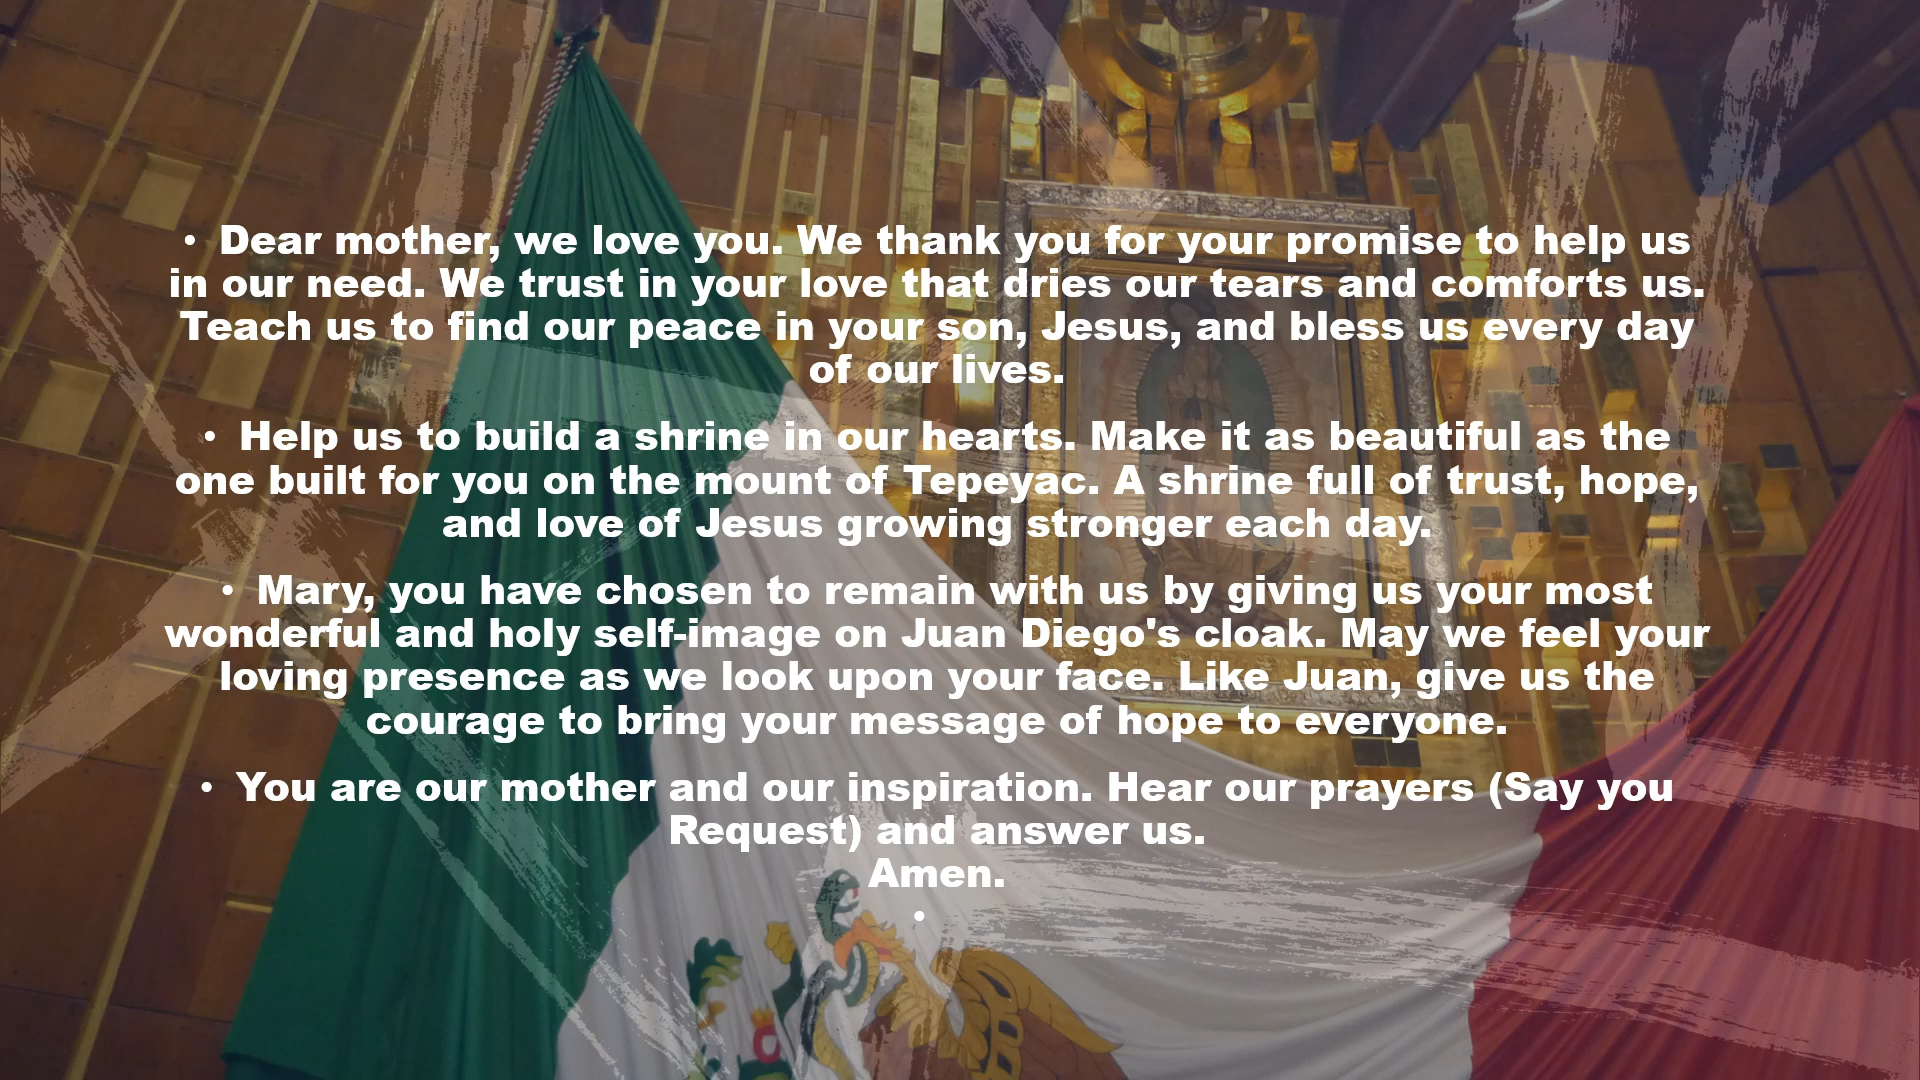 • Dear mother, we love you. We thank you for your promise to help us
in our need. We trust in your love that dries our tears and comforts us.
Teach us to find our peace in your son, Jesus, and bless us every day
of our lives.
• Help us to build a shrine in our hearts. Make it as beautiful as the
one built for you on the mount of Tepeyac. A shrine full of trust, hope,
and love of Jesus growing stronger each day.
• Mary, you have chosen to remain with us by giving us your most
wonderful and holy self-image on Juan Diego's cloak. May we feel your
loving presence as we look upon your face. Like Juan, give us the
courage to bring your message of hope to everyone.
• You are our mother and our inspiration. Hear our prayers (Say you
Request) and answer us.
Amen.
•